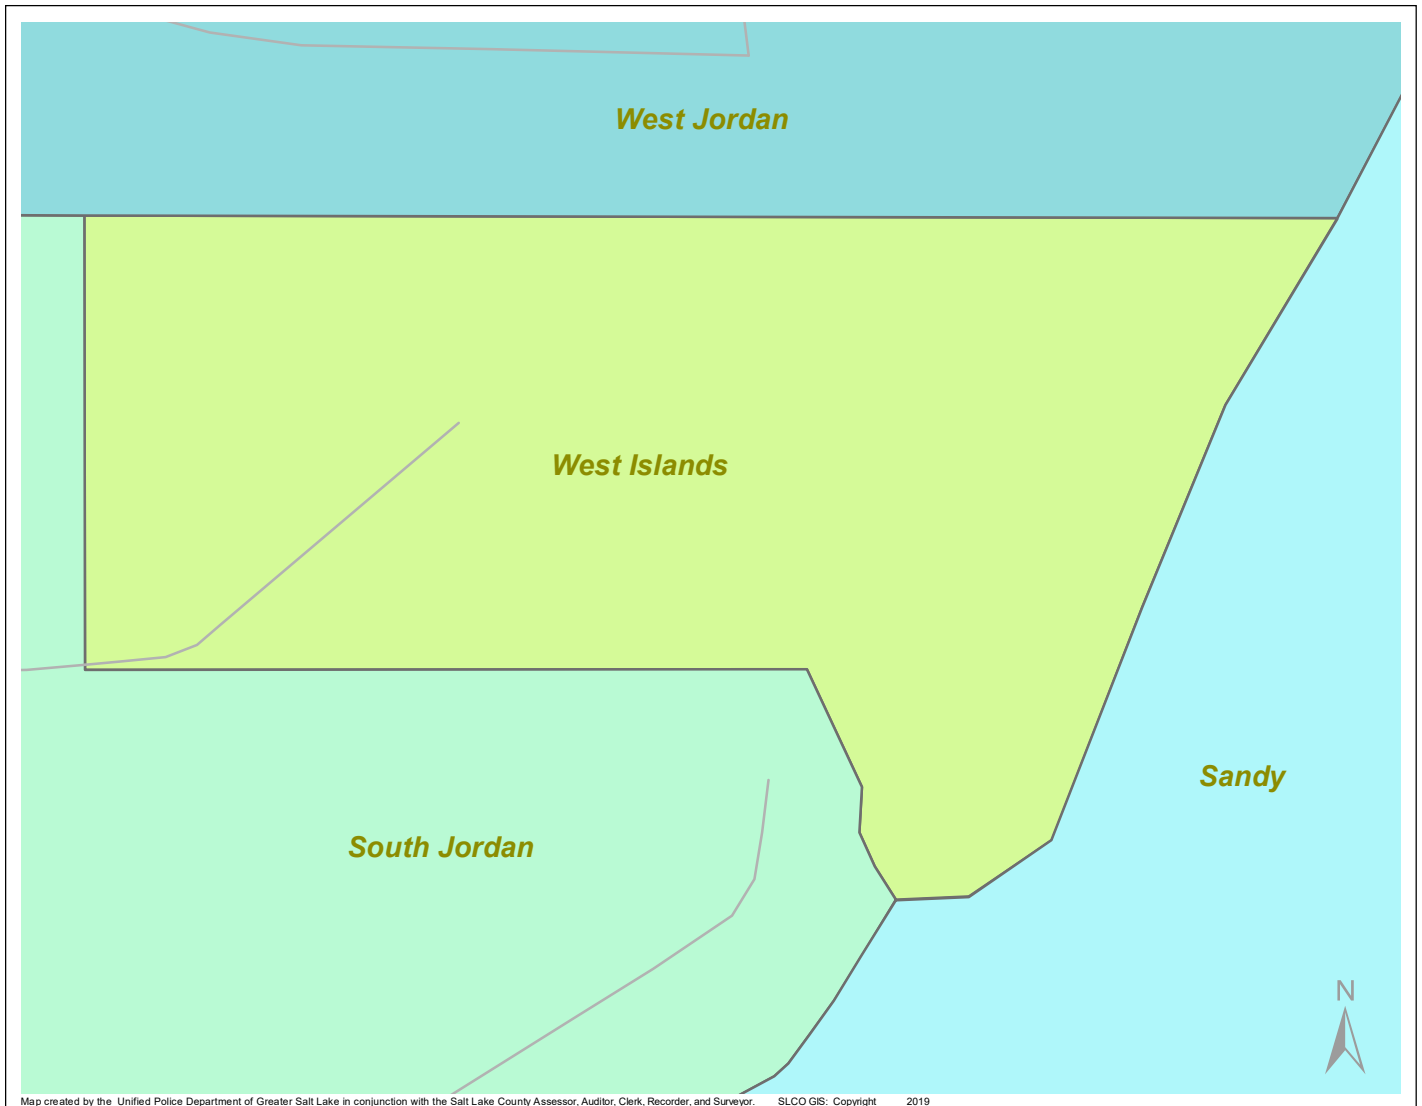 West Jordan
West Islands
Sandy
South Jordan
N
Map created by the Unified Police Department of Greater Salt Lake in conjunction with the Salt Lake County Assessor, Auditor, Clerk, Recorder, and Surveyor. SLCO GIS: Copyright 2019